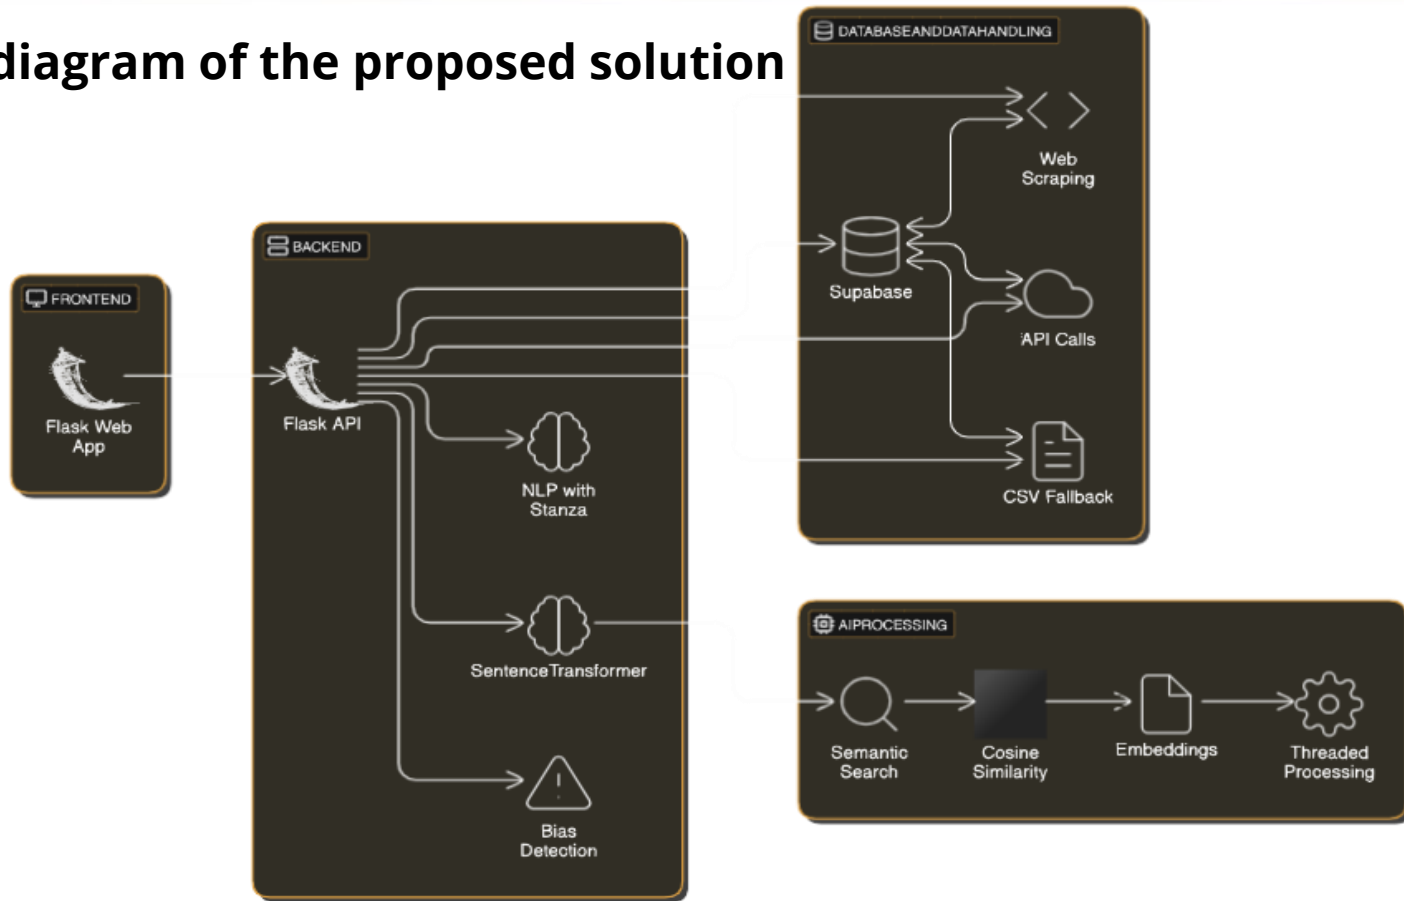 diagram of the proposed solution
DATABASEANDDATAHANDLING
Web
Scraping
Supabase
API Calls
CSV Fallback
BACKEND
Flask API
NLP with
Stanza
SentenceTransformer
Bias
Detection
FRONTEND
Flask Web
App
AIPROCESSING
Semantic
Search
Cosine
Similarity
Embeddings
Threaded
Processing